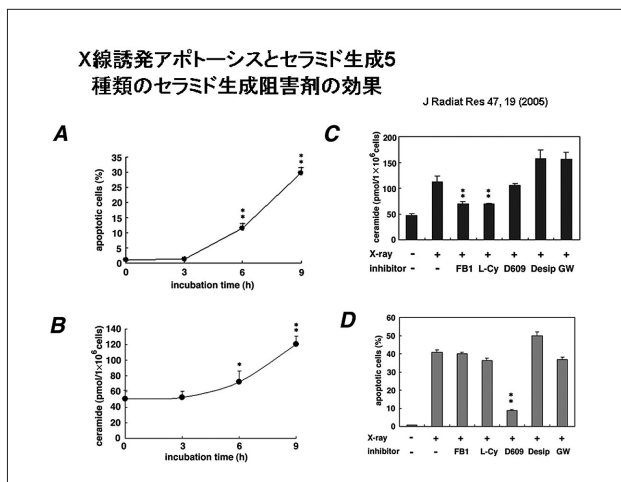 X線誘発アポトーシスとセラミド生成5
種類のセラミド生成阻害剤の効果
J Radiat Res 47, 19 (2005)
A
apoptotic cells (%)
35
30
25
20
15
10
5
0
**
**
0 3 6 9
incubation time (h)
B
ceramide (pmol/1×10⁶ cells)
140
120
100
80
60
40
20
0
*
**
0 3 6 9
incubation time (h)
C
ceramide (pmol/1×10⁶ cells)
200
150
100
50
0
** **
X-ray - + + + + + +
inhibitor - - FB1 L-Cy D609 Desip GW
D
apoptotic cells (%)
60
50
40
30
20
10
0
**
X-ray - + + + + + +
inhibitor - - FB1 L-Cy D609 Desip GW